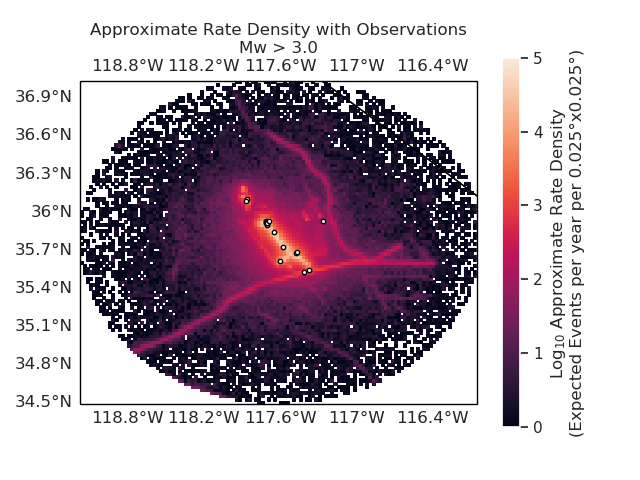 Approximate Rate Density with Observations
Mw > 3.0
118.8°W 118.2°W 117.6°W 117°W 116.4°W
36.9°N
36.6°N
36.3°N
36°N
35.7°N
35.4°N
35.1°N
34.8°N
34.5°N
118.8°W 118.2°W 117.6°W 117°W 116.4°W
5
4
3
2
1
0
Log₁₀ Approximate Rate Density
(Expected Events per year per 0.025°x0.025°)